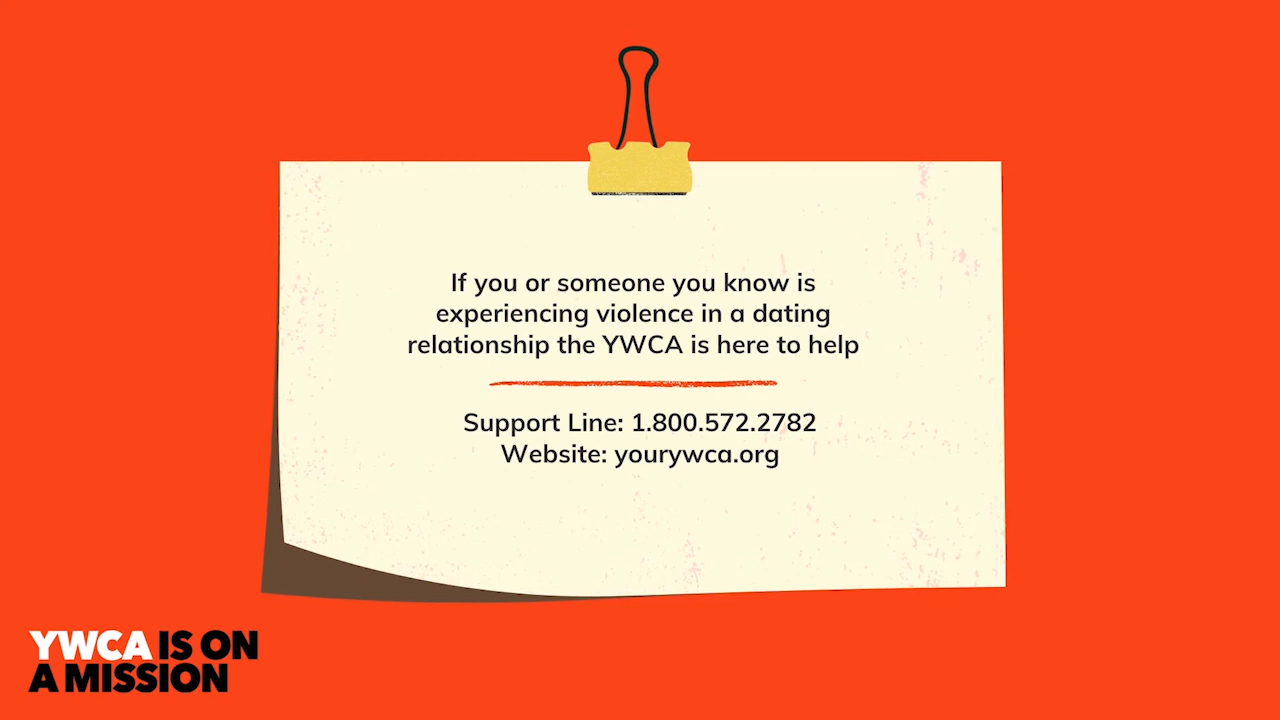 If you or someone you know is
experiencing violence in a dating
relationship the YWCA is here to help
Support Line: 1.800.572.2782
Website: yourywca.org
YWCA IS ON
A MISSION